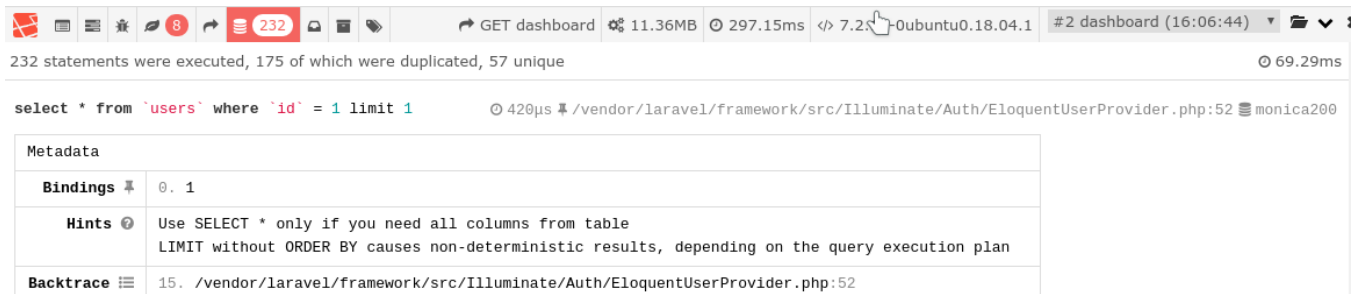 8 232 GET dashboard 11.36MB 297.15ms 7.2. -0ubuntu0.18.04.1 #2 dashboard (16:06:44)
232 statements were executed, 175 of which were duplicated, 57 unique 69.29ms
select * from `users` where `id` = 1 limit 1 420μs /vendor/laravel/framework/src/Illuminate/Auth/EloquentUserProvider.php:52 monica200
Metadata
Bindings 0. 1
Hints Use SELECT * only if you need all columns from table
LIMIT without ORDER BY causes non-deterministic results, depending on the query execution plan
Backtrace 15. /vendor/laravel/framework/src/Illuminate/Auth/EloquentUserProvider.php:52